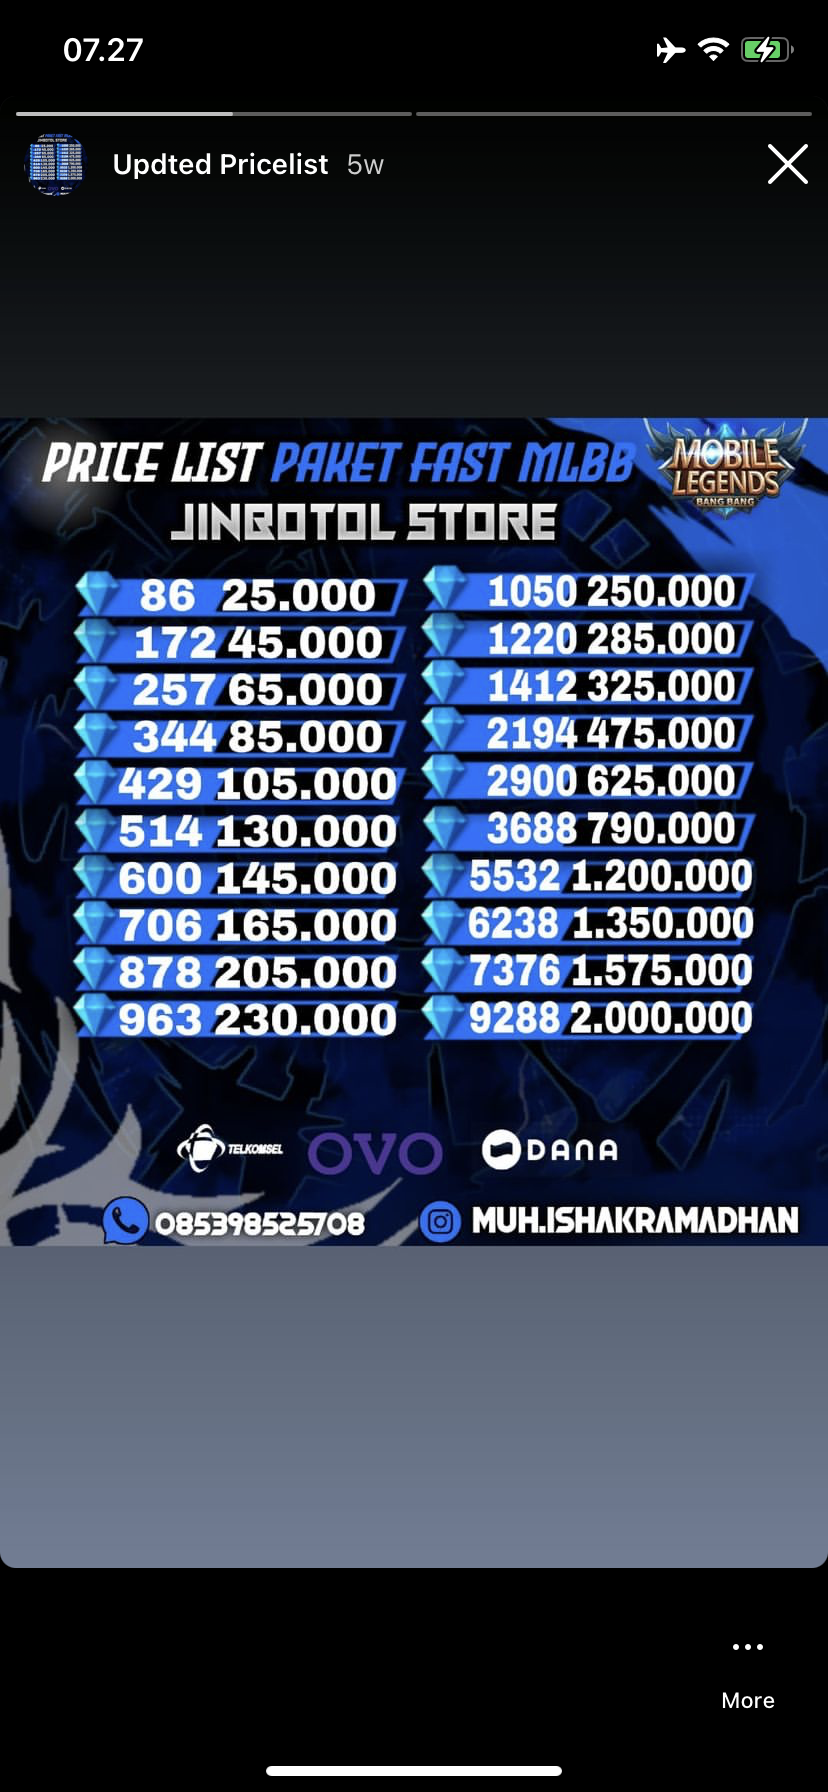 07.27
Updted Pricelist 5w
PRICE LIST PAKET FAST MLBB
MOBILE
LEGENDS
BANG BANG
JINBOTOL STORE
86 25.000
172 45.000
257 65.000
344 85.000
429 105.000
514 130.000
600 145.000
706 165.000
878 205.000
963 230.000
1050 250.000
1220 285.000
1412 325.000
2194 475.000
2900 625.000
3688 790.000
5532 1.200.000
6238 1.350.000
7376 1.575.000
9288 2.000.000
TELKOMSEL
OVO
DANA
085398525708
MUH.ISHAKRAMADHAN
More